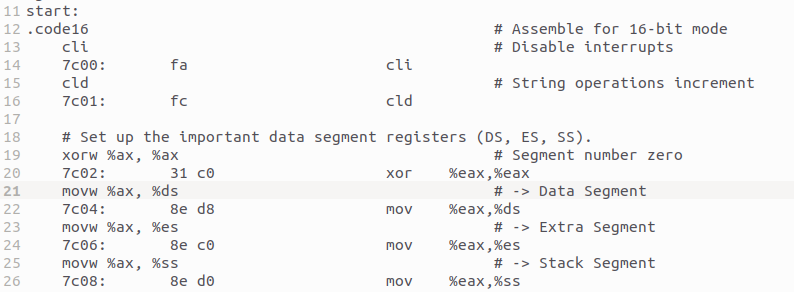 11 start:
12 .code16                                             # Assemble for 16-bit mode
13     cli                                             # Disable interrupts
14     7c00:       fa                      cli
15     cld                                             # String operations increment
16     7c01:       fc                      cld
17
18     # Set up the important data segment registers (DS, ES, SS).
19     xorw %ax, %ax                                   # Segment number zero
20     7c02:       31 c0                   xor    %eax,%eax
21     movw %ax, %ds                                   # -> Data Segment
22     7c04:       8e d8                   mov    %eax,%ds
23     movw %ax, %es                                   # -> Extra Segment
24     7c06:       8e c0                   mov    %eax,%es
25     movw %ax, %ss                                   # -> Stack Segment
26     7c08:       8e d0                   mov    %eax,%ss